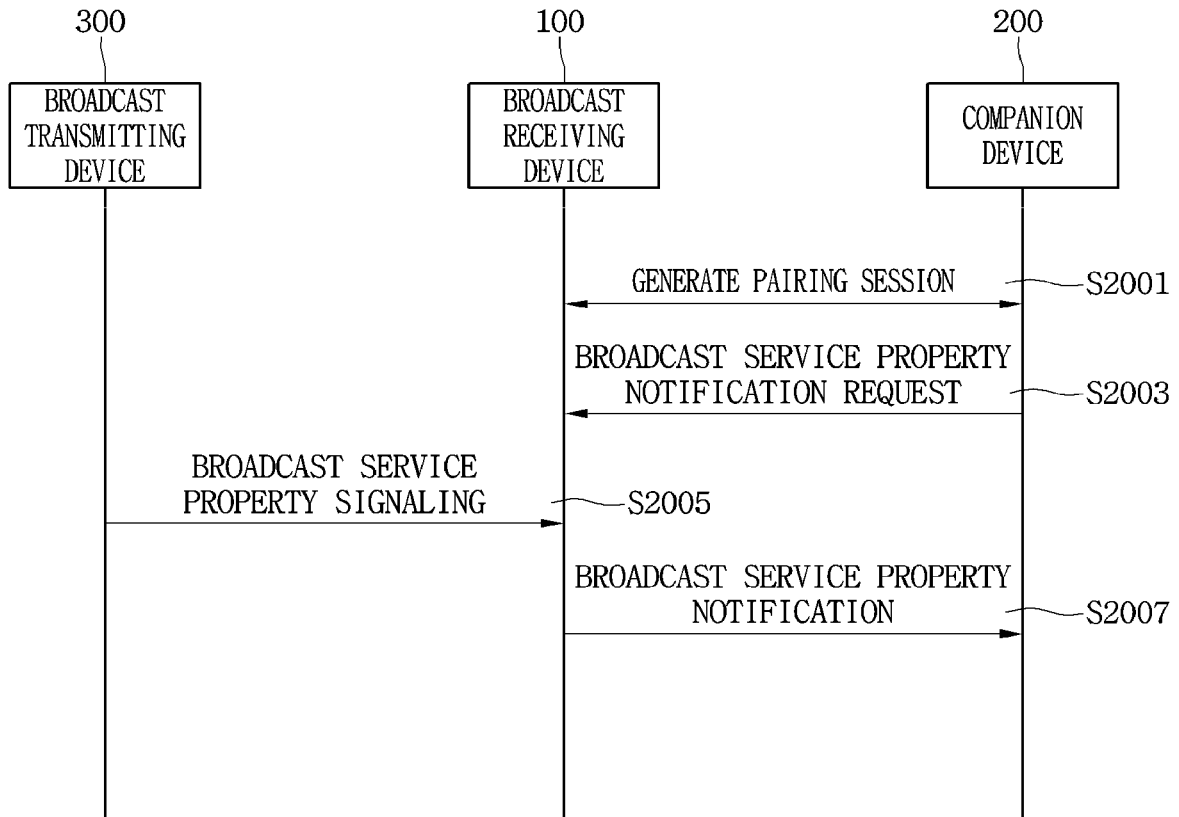 300
100
200
BROADCAST
TRANSMITTING
DEVICE
BROADCAST
RECEIVING
DEVICE
COMPANION
DEVICE
GENERATE PAIRING SESSION
S2001
BROADCAST SERVICE PROPERTY
NOTIFICATION REQUEST
S2003
BROADCAST SERVICE
PROPERTY SIGNALING
S2005
BROADCAST SERVICE PROPERTY
NOTIFICATION
S2007